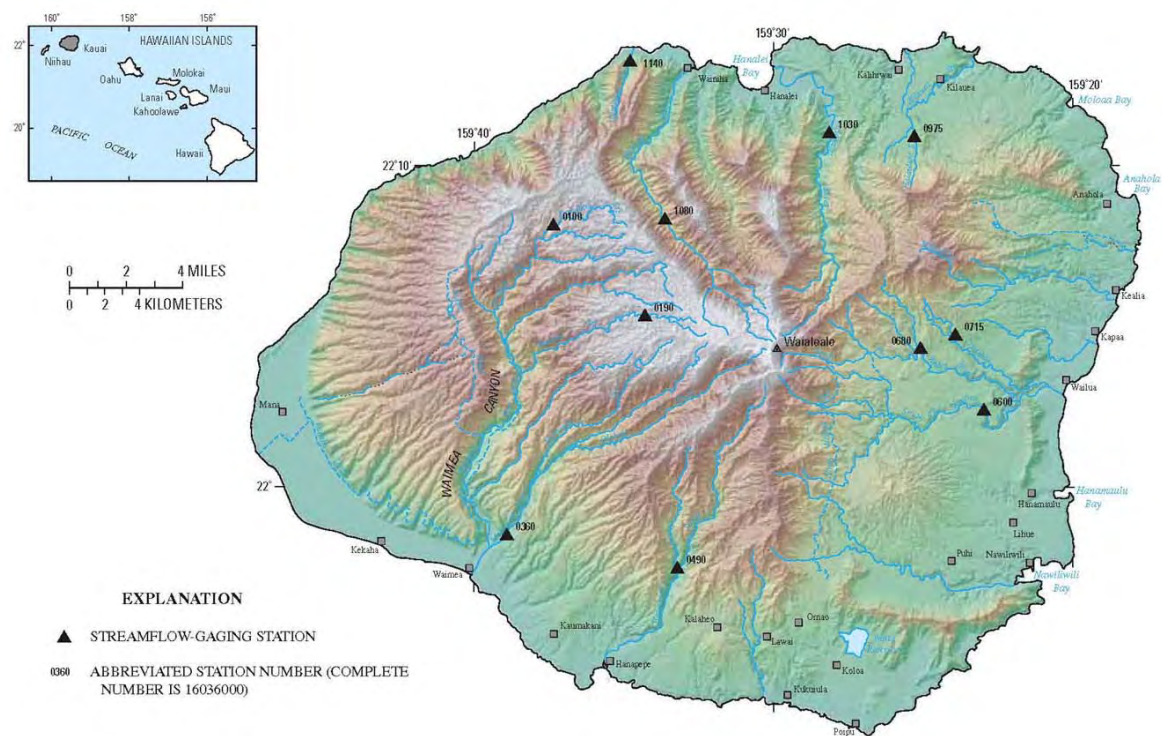 160°
158°
156°
HAWAIIAN ISLANDS
22°
Kauai
Niihau
Oahu
Molokai
Lanai
Maui
Kahoolawe
20°
PACIFIC OCEAN
Hawaii
159°30'
1140
Wainiha
Hanalei
Bay
Hanalei
Kalihiwai
Kilauea
159°20'
Moloaa Bay
159°40'
1030
0975
22°10'
Anahola
Bay
Anahola
0100
1080
0 2 4 MILES
0 2 4 KILOMETERS
Kealia
0190
0715
Kapaa
Waialeale
0680
Wailua
0600
CANYON
Mana
WAIMEA
22°
Hanamaulu
Hanamaulu
Bay
Lihue
0360
Kekaha
Puhi
Nawiliwili
Waimea
0490
Nawiliwili
Bay
EXPLANATION
STREAMFLOW-GAGING STATION
0360 ABBREVIATED STATION NUMBER (COMPLETE
NUMBER IS 16036000)
Kaumakara
Kalaheo
Omao
Lawai
Hanapepe
Koloa
Kukuiula
Poipu